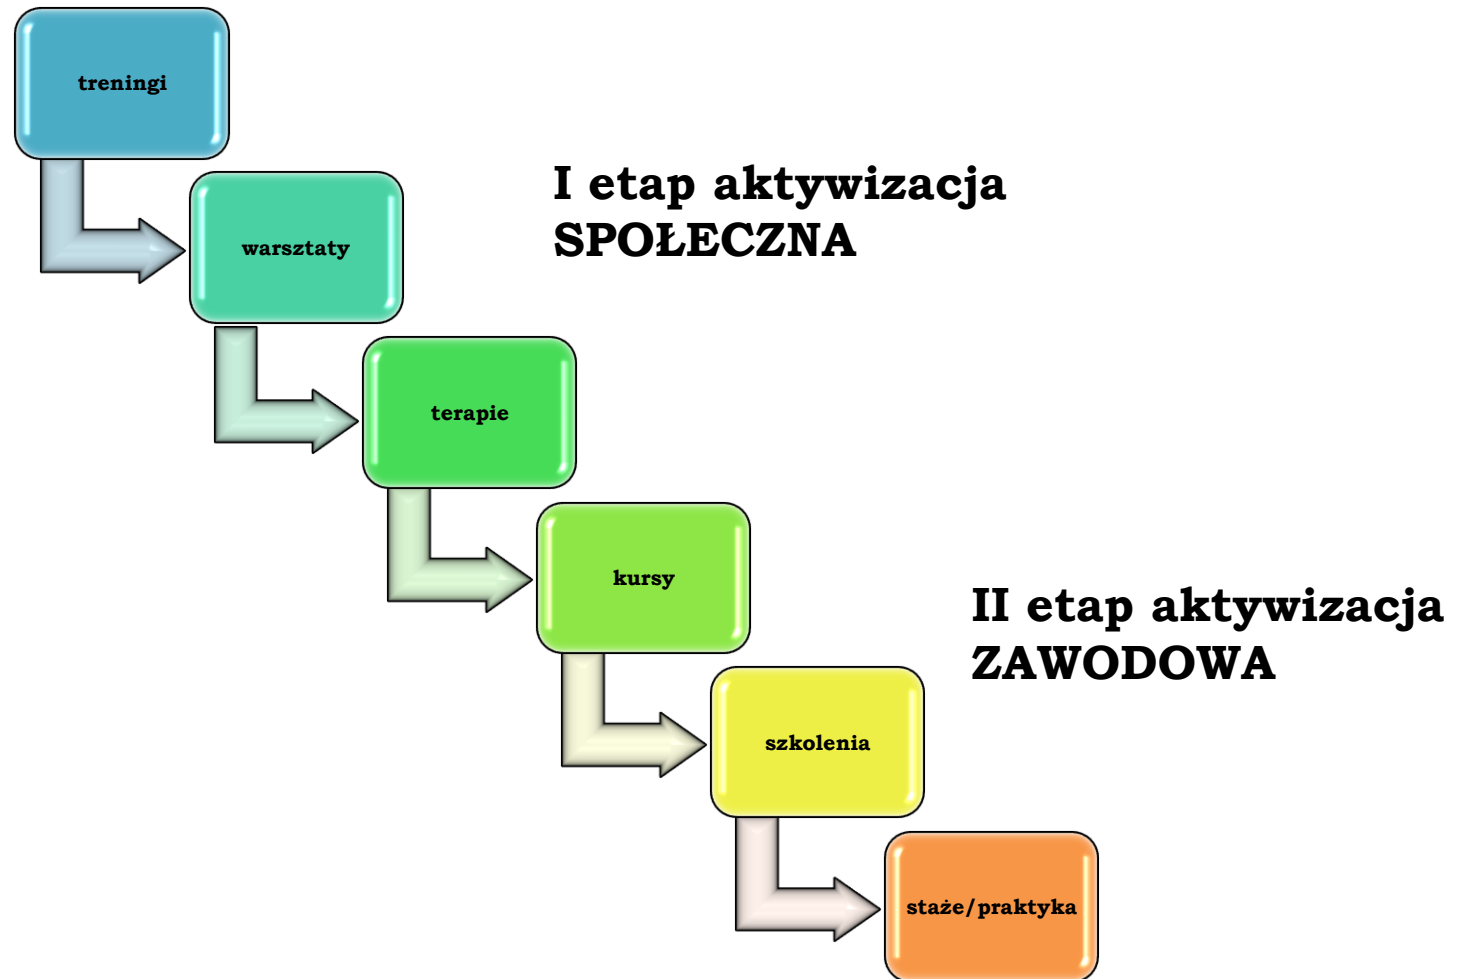 treningi
I etap aktywizacja
SPOŁECZNA
warsztaty
terapie
kursy
II etap aktywizacja
ZAWODOWA
szkolenia
staże/praktyka